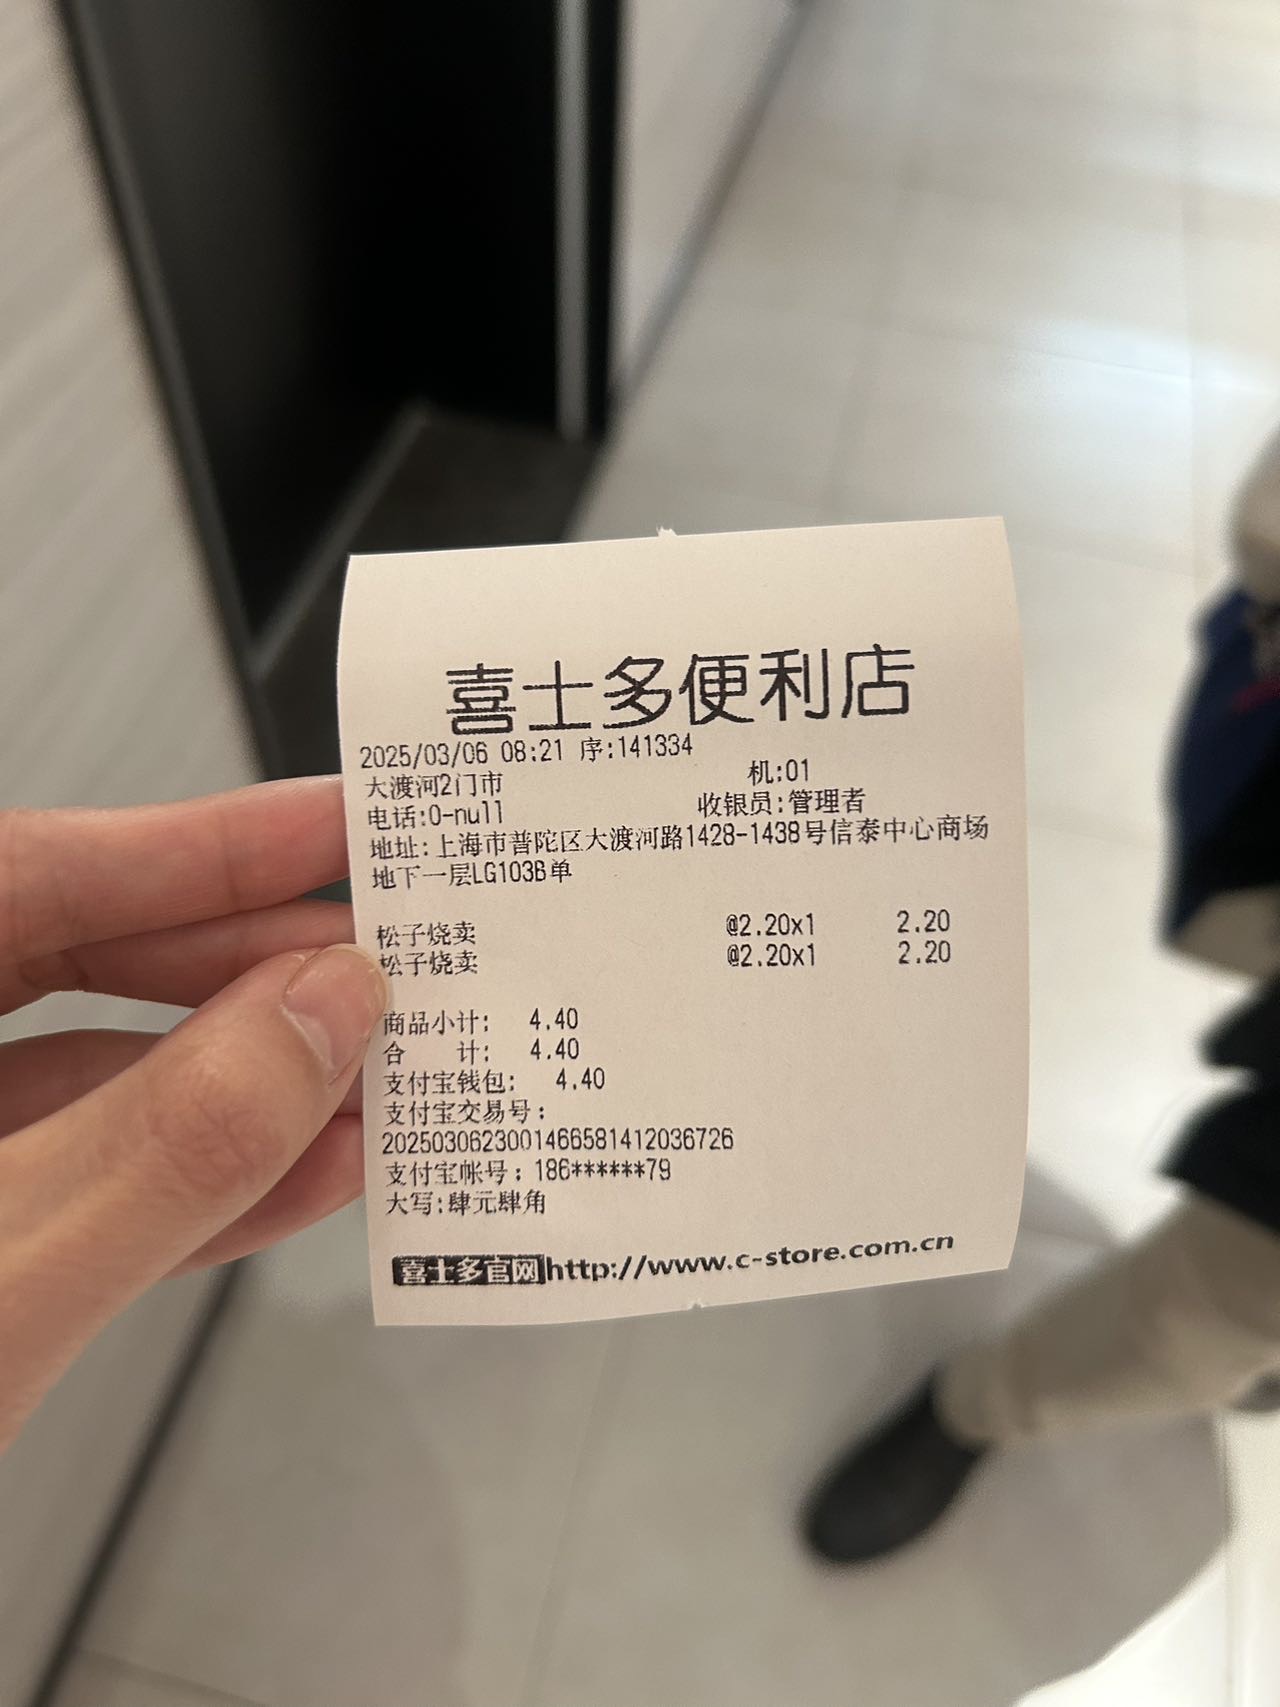 喜士多便利店
2025/03/06 08:21 序:141334
大渡河2门市 机:01
电话:0-null 收银员:管理者
地址:上海市普陀区大渡河路1428-1438号信泰中心商场
地下一层LG103B单
松子烧卖 @2.20x1 2.20
松子烧卖 @2.20x1 2.20
商品小计: 4.40
合 计: 4.40
支付宝钱包: 4.40
支付宝交易号:
2025030623001466581412036726
支付宝帐号:186******79
大写:肆元肆角
喜士多官网http://www.c-store.com.cn